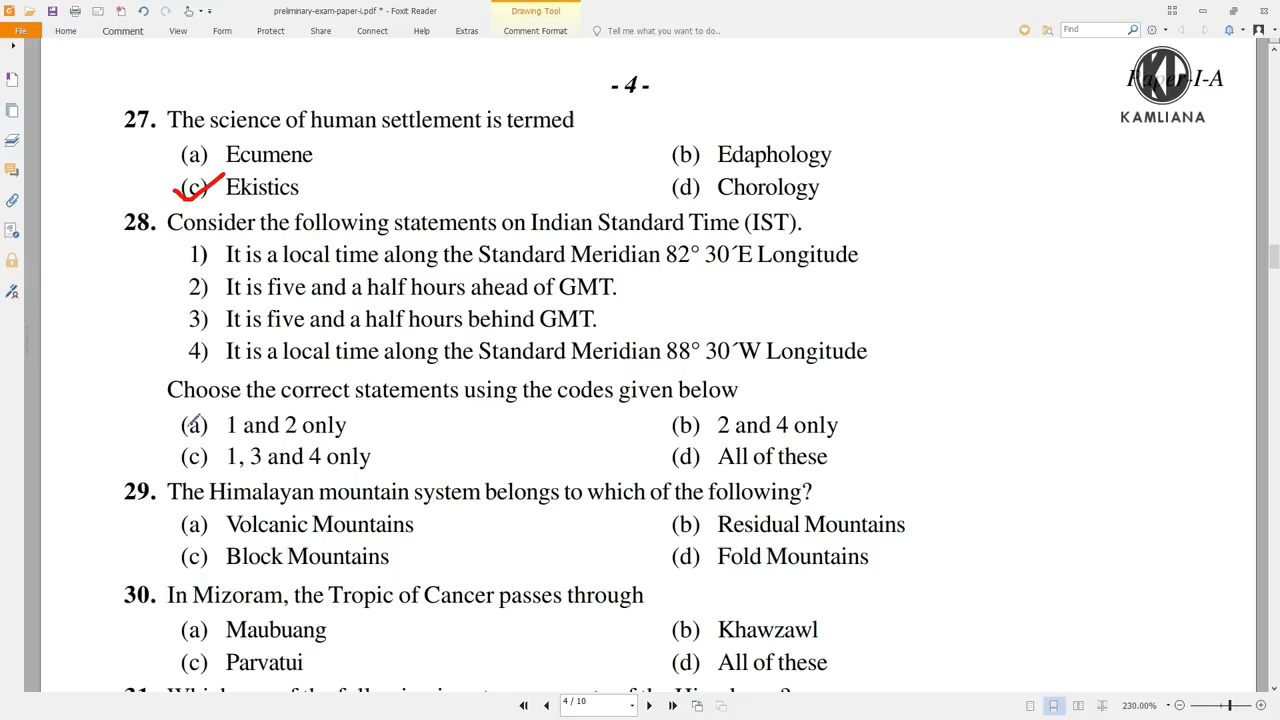 preliminary-exam-paper-i.pdf * - Foxit Reader
Drawing Tool
File Home Comment View Form Protect Share Connect Help Extras Comment Format Tell me what you want to do.. Find
- 4 -
Paper-I-A
KAMLIANA
27. The science of human settlement is termed
(a) Ecumene (b) Edaphology
(c) Ekistics (d) Chorology
28. Consider the following statements on Indian Standard Time (IST).
1) It is a local time along the Standard Meridian 82° 30´E Longitude
2) It is five and a half hours ahead of GMT.
3) It is five and a half hours behind GMT.
4) It is a local time along the Standard Meridian 88° 30´W Longitude
Choose the correct statements using the codes given below
(a) 1 and 2 only (b) 2 and 4 only
(c) 1, 3 and 4 only (d) All of these
29. The Himalayan mountain system belongs to which of the following?
(a) Volcanic Mountains (b) Residual Mountains
(c) Block Mountains (d) Fold Mountains
30. In Mizoram, the Tropic of Cancer passes through
(a) Maubuang (b) Khawzawl
(c) Parvatui (d) All of these
4 / 10
230.00%